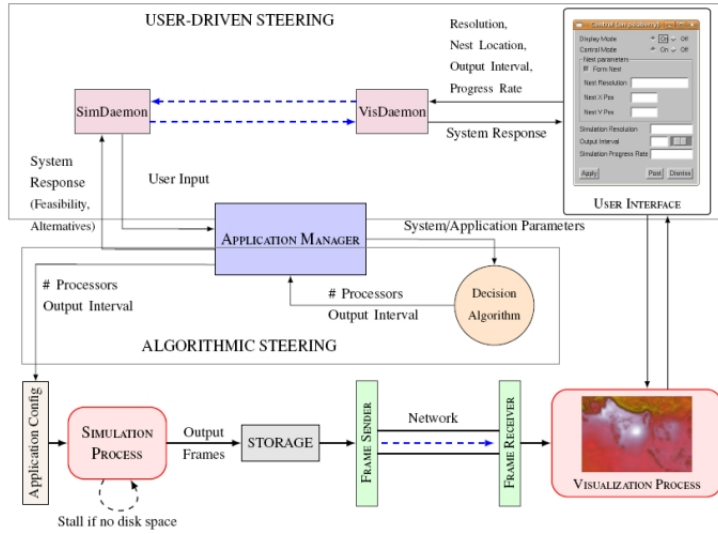 USER-DRIVEN STEERING
Resolution,
Nest Location,
Output Interval,
Progress Rate
SimDaemon
VisDaemon
System Response
System
Response
(Feasibility,
Alternatives)
User Input
Display Mode On Off
Control Mode On Off
Nest parameters
Form Nest
Nest Resolution
Nest X Pos
Nest Y Pos
Simulation Resolution
Output Interval
Simulation Progress Rate
Apply Post Dismiss
USER INTERFACE
APPLICATION MANAGER
System/Application Parameters
# Processors
Output Interval
# Processors
Output Interval
Decision
Algorithm
ALGORITHMIC STEERING
Application Config
SIMULATION
PROCESS
Output
Frames
STORAGE
FRAME SENDER
Network
FRAME RECEIVER
VISUALIZATION PROCESS
Stall if no disk space